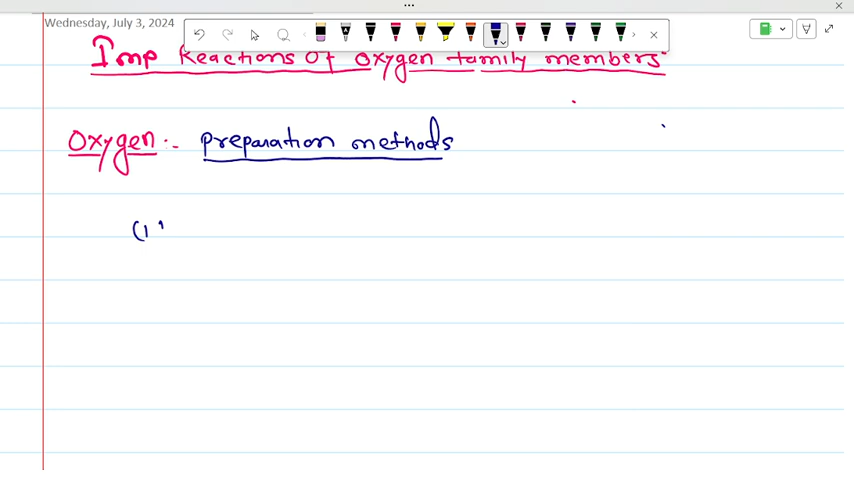 Wednesday, July 3, 2024
Imp Reactions Of Oxygen family members
Oxygen:- preparation methods
(1)